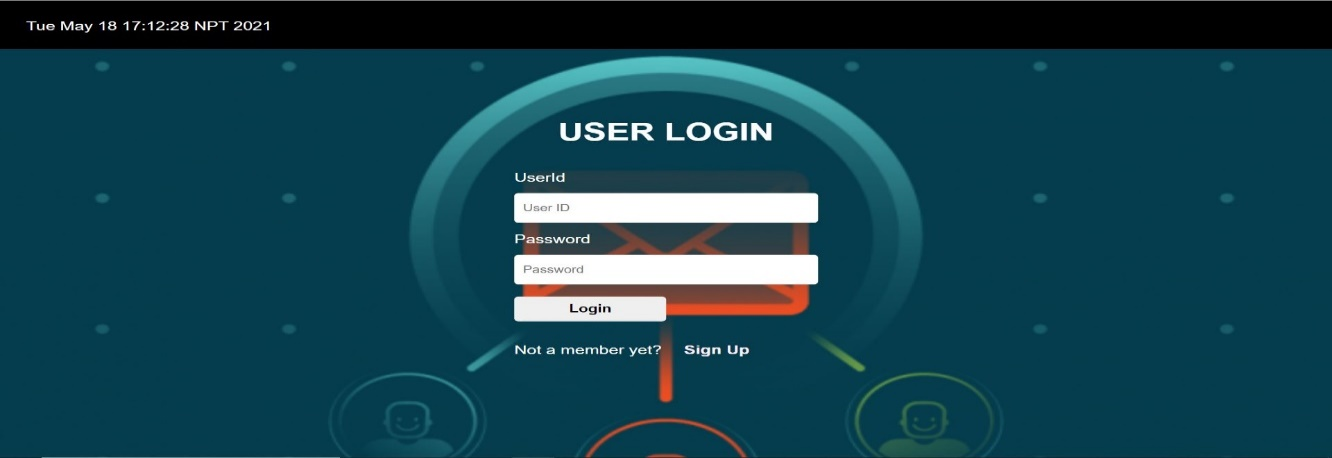 Tue May 18 17:12:28 NPT 2021
USER LOGIN
UserId
User ID
Password
Password
Login
Not a member yet? Sign Up